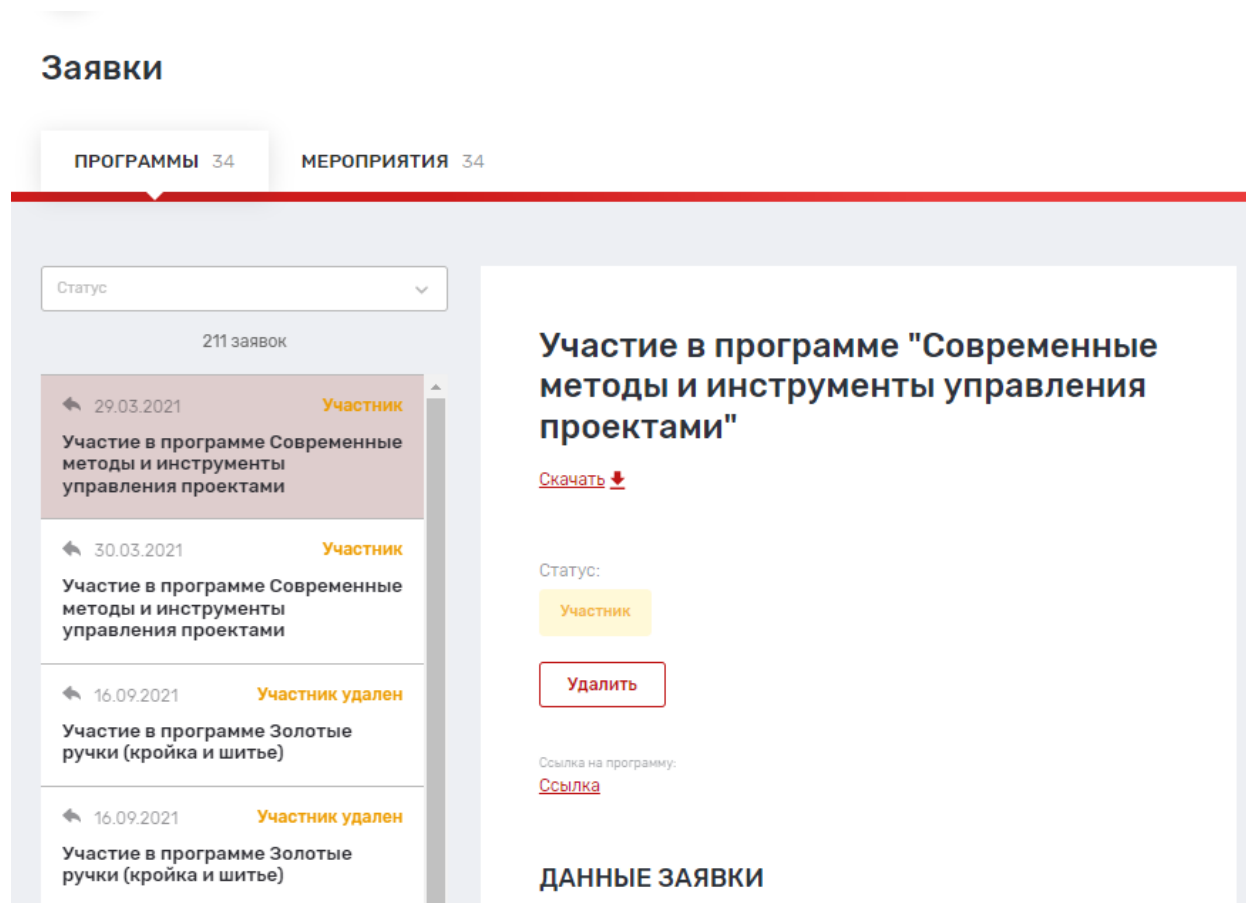 Заявки
ПРОГРАММЫ 34 МЕРОПРИЯТИЯ 34
Статус
211 заявок
29.03.2021 Участник
Участие в программе Современные
методы и инструменты
управления проектами
30.03.2021 Участник
Участие в программе Современные
методы и инструменты
управления проектами
16.09.2021 Участник удален
Участие в программе Золотые
ручки (кройка и шитье)
16.09.2021 Участник удален
Участие в программе Золотые
ручки (кройка и шитье)
Участие в программе "Современные
методы и инструменты управления
проектами"
Скачать
Статус:
Участник
Удалить
Ссылка на программу:
Ссылка
ДАННЫЕ ЗАЯВКИ